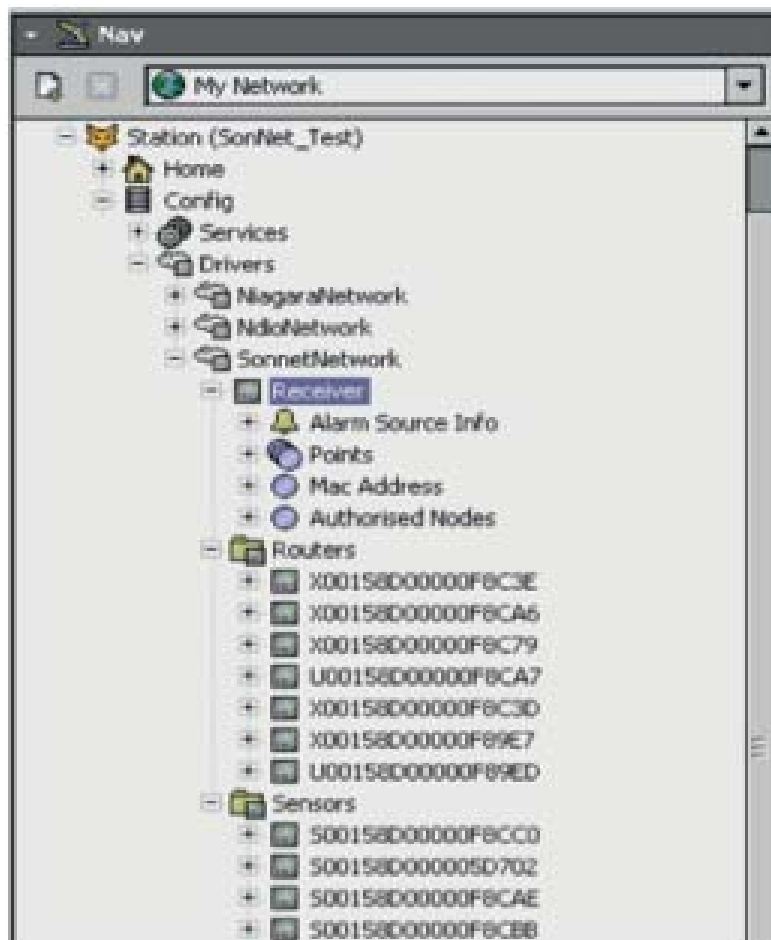 Nav
My Network
Station (SonNet_Test)
Home
Config
Services
Drivers
NiagaraNetwork
NdioNetwork
SonnetNetwork
Receiver
Alarm Source Info
Points
Mac Address
Authorised Nodes
Routers
X00158D00000F8C3E
X00158D00000F8CA6
X00158D00000F8C79
U00158D00000F8CA7
X00158D00000F8C3D
X00158D00000F89E7
U00158D00000F89ED
Sensors
S00158D00000F8CC0
S00158D000005D702
S00158D00000F8CAE
S00158D00000F8CBB